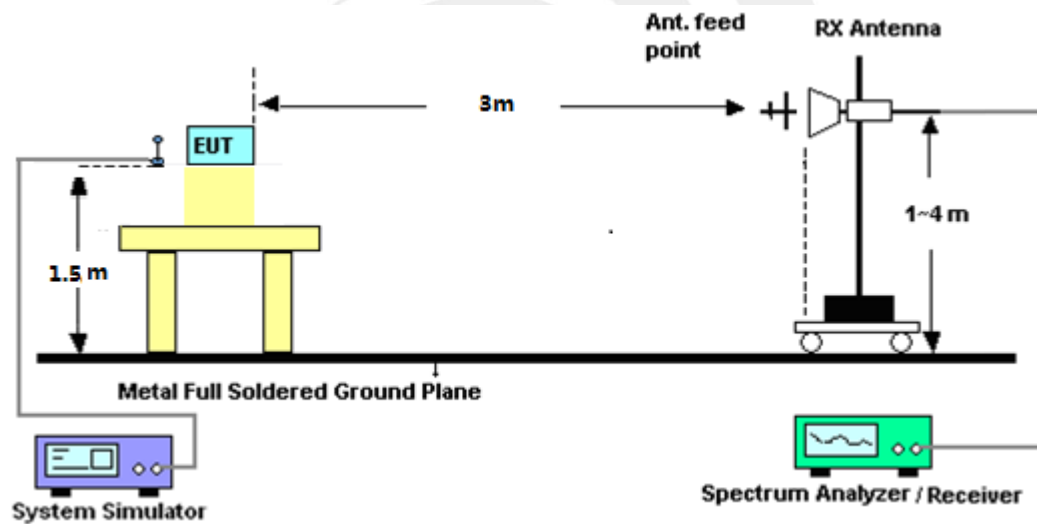 Ant. feed
point
RX Antenna
3m
EUT
1~4 m
1.5 m
Metal Full Soldered Ground Plane
System Simulator
Spectrum Analyzer / Receiver